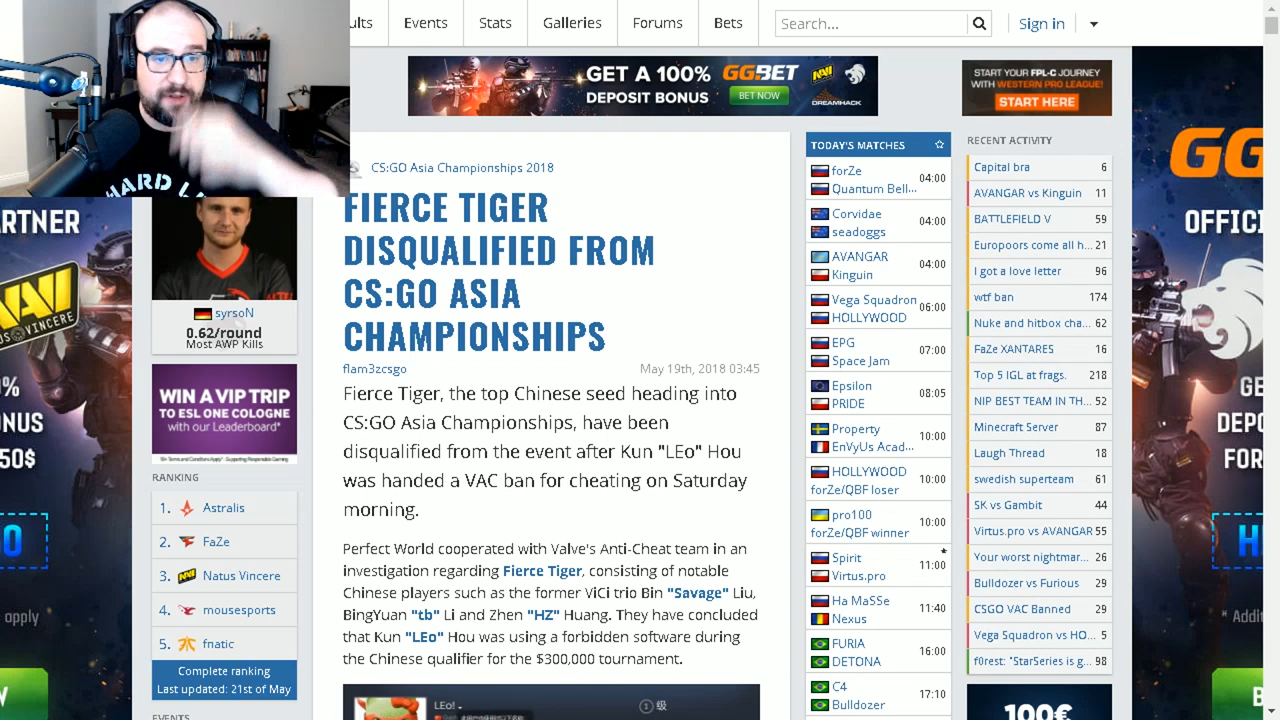 ults
Events
Stats
Galleries
Forums
Bets
Search...
Sign in
GET A 100%
DEPOSIT BONUS
GG.BET
BET NOW
NAVI
DREAMHACK
START YOUR FPL-C JOURNEY
WITH WESTERN PRO LEAGUE!
START HERE
HARD
CS:GO Asia Championships 2018
FIERCE TIGER
DISQUALIFIED FROM
CS:GO ASIA
CHAMPIONSHIPS
flam3zcsgo
May 19th, 2018 03:45
Fierce Tiger, the top Chinese seed heading into
CS:GO Asia Championships, have been
disqualified from the event after Kun "LEo" Hou
was handed a VAC ban for cheating on Saturday
morning.
Perfect World cooperated with Valve's Anti-Cheat team in an
investigation regarding Fierce Tiger, consisting of notable
Chinese players such as the former ViCi trio Bin "Savage" Liu,
BingYuan "tb" Li and Zhen "HZ" Huang. They have concluded
that Kun "LEo" Hou was using a forbidden software during
the Chinese qualifier for the $300,000 tournament.
LEo!
1 级
syrsoN
0.62/round
Most AWP Kills
WIN A VIP TRIP
TO ESL ONE COLOGNE
with our Leaderboard*
RANKING
1. Astralis
2. FaZe
3. Natus Vincere
4. mousesports
5. fnatic
Complete ranking
Last updated: 21st of May
EVENTS
TODAY'S MATCHES
forZe
04:00
Quantum Bell...
Corvidae
04:00
seadoggs
AVANGAR
04:00
Kinguin
Vega Squadron
06:00
HOLLYWOOD
EPG
07:00
Space Jam
Epsilon
08:05
PRIDE
Property
10:00
EnVyUs Acad...
HOLLYWOOD
10:00
forZe/QBF loser
pro100
10:00
forZe/QBF winner
Spirit
*
11:00
Virtus.pro
Ha MaSSe
11:40
Nexus
FURIA
16:00
DETONA
C4
17:10
Bulldozer
RECENT ACTIVITY
Capital bra 6
AVANGAR vs Kinguin 11
BATTLEFIELD V 59
Europoors come all h... 21
I got a love letter 96
wtf ban 174
Nuke and hitbox cha... 62
FaZe XANTARES 16
Top 5 IGL at frags. 218
NIP BEST TEAM IN TH... 52
Minecraft Server 87
Laugh Thread 18
swedish superteam 61
SK vs Gambit 44
Virtus.pro vs AVANGAR 55
Your worst nightmar... 26
Bulldozer vs Furious 29
CSGO VAC Banned 29
Vega Squadron vs HO... 5
f0rest: "StarSeries is g... 98
100€
RTNER
NAVI
VINCERE
%
NUS
50$
O
apply
GG
OFFICI
GE
DEPO
FOR
H